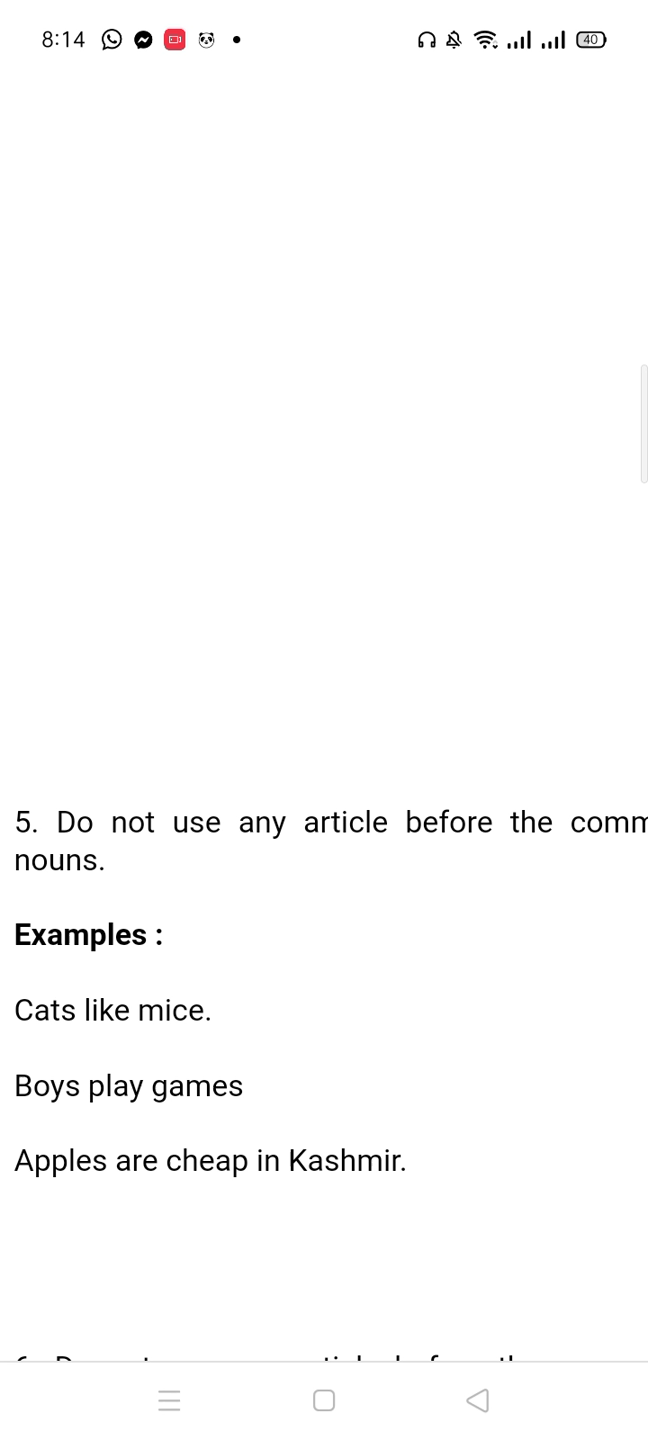 8:14
40
5. Do not use any article before the comm
nouns.
Examples :
Cats like mice.
Boys play games
Apples are cheap in Kashmir.